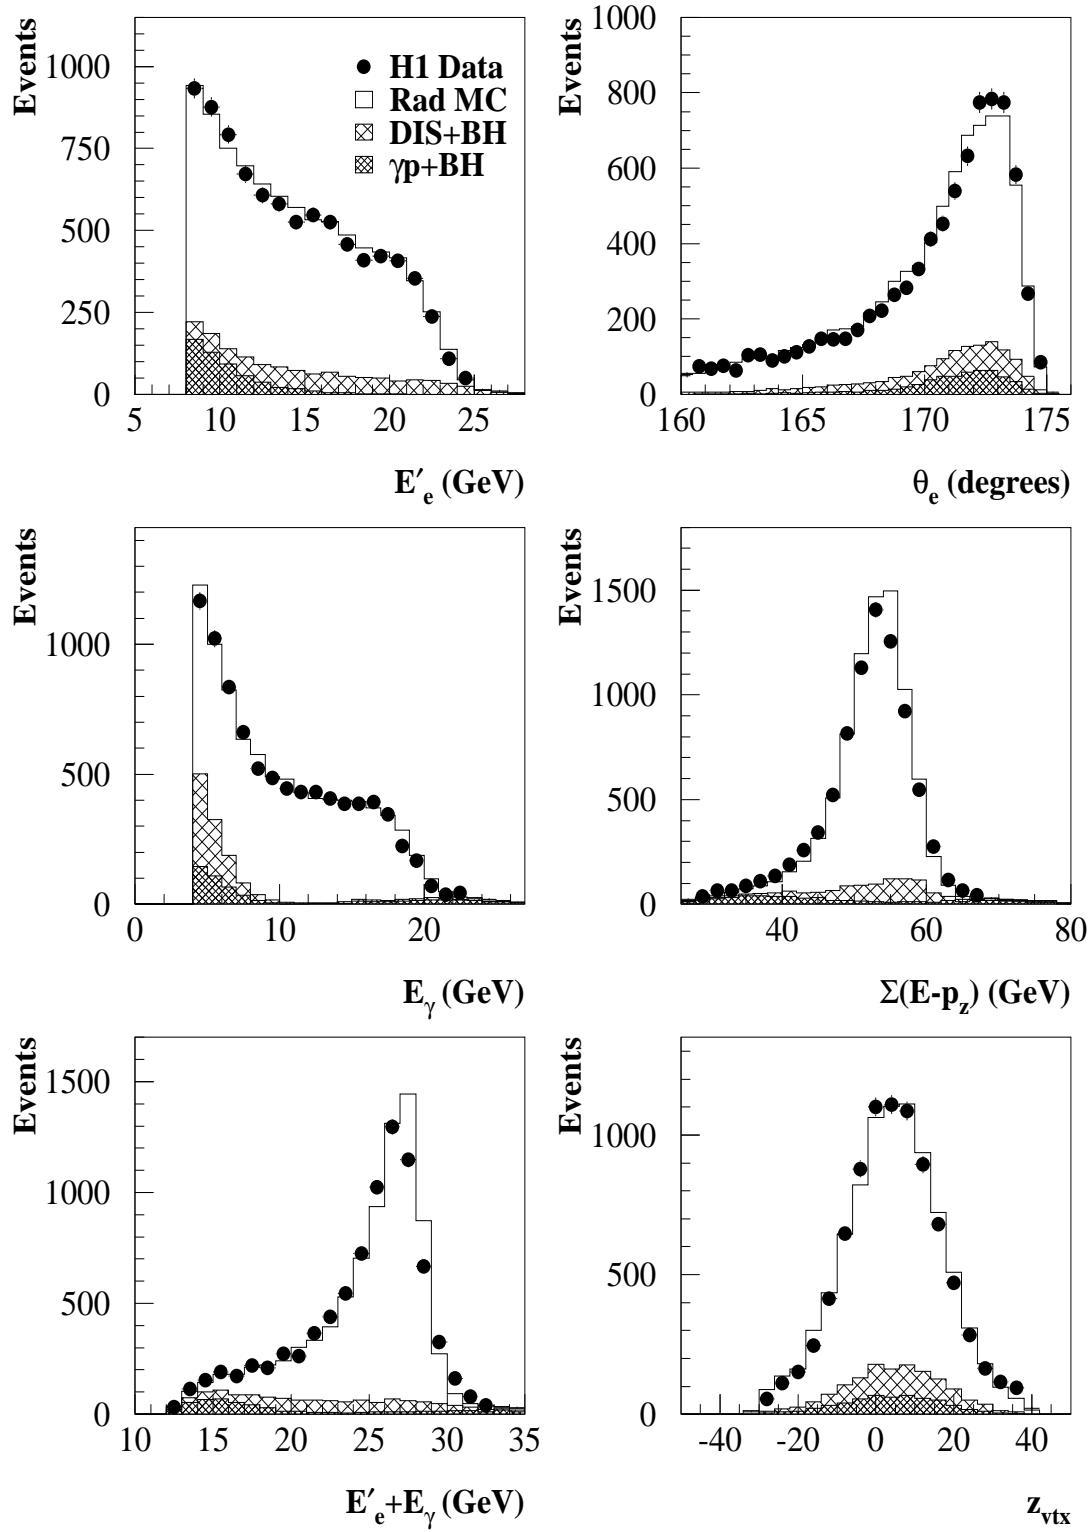 Events
1000
750
500
250
0
H1 Data
Rad MC
DIS+BH
γp+BH
5 10 15 20 25
E′e (GeV)
Events
1000
800
600
400
200
0
160 165 170 175
θe (degrees)
Events
1000
500
0
0 10 20
Eγ (GeV)
Events
1500
1000
500
0
40 60 80
Σ(E-pz) (GeV)
Events
1500
1000
500
0
10 15 20 25 30 35
E′e+Eγ (GeV)
Events
1000
500
0
-40 -20 0 20 40
zvtx